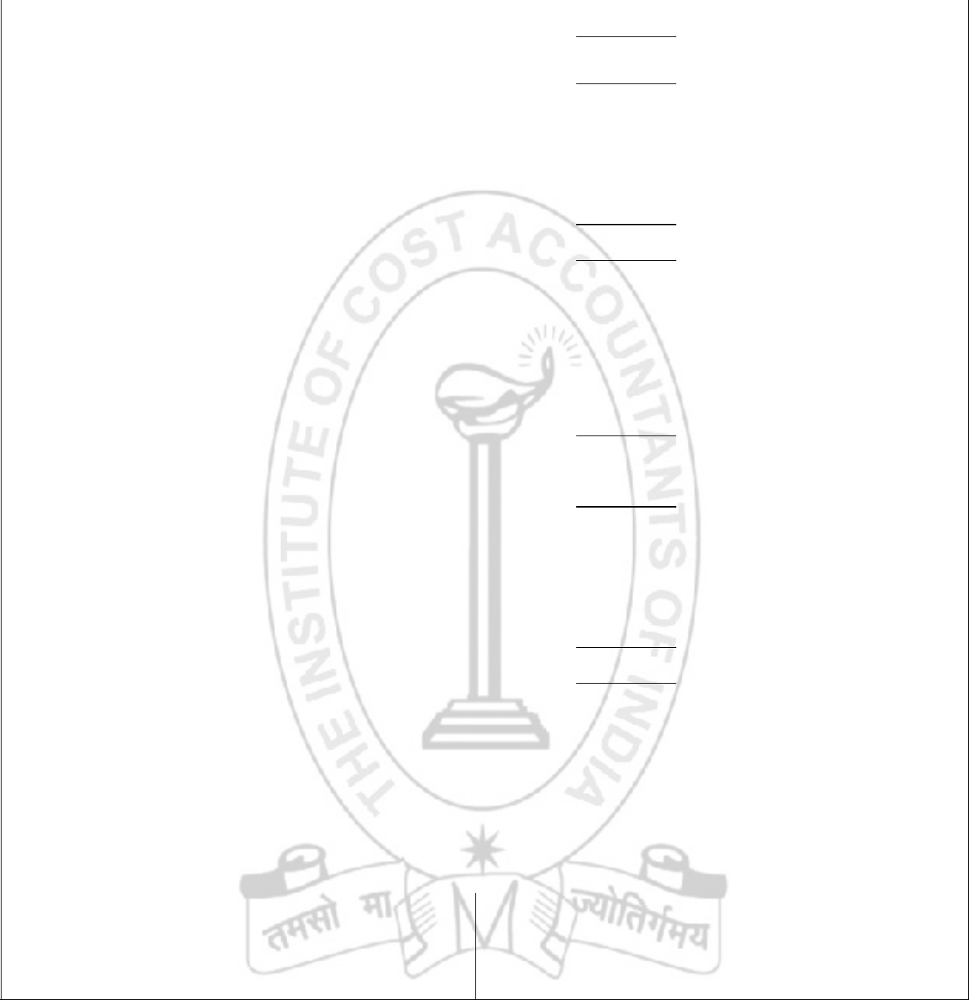 THE INSTITUTE OF COST ACCOUNTANTS OF INDIA
तमसो मा ज्योतिर्गमय